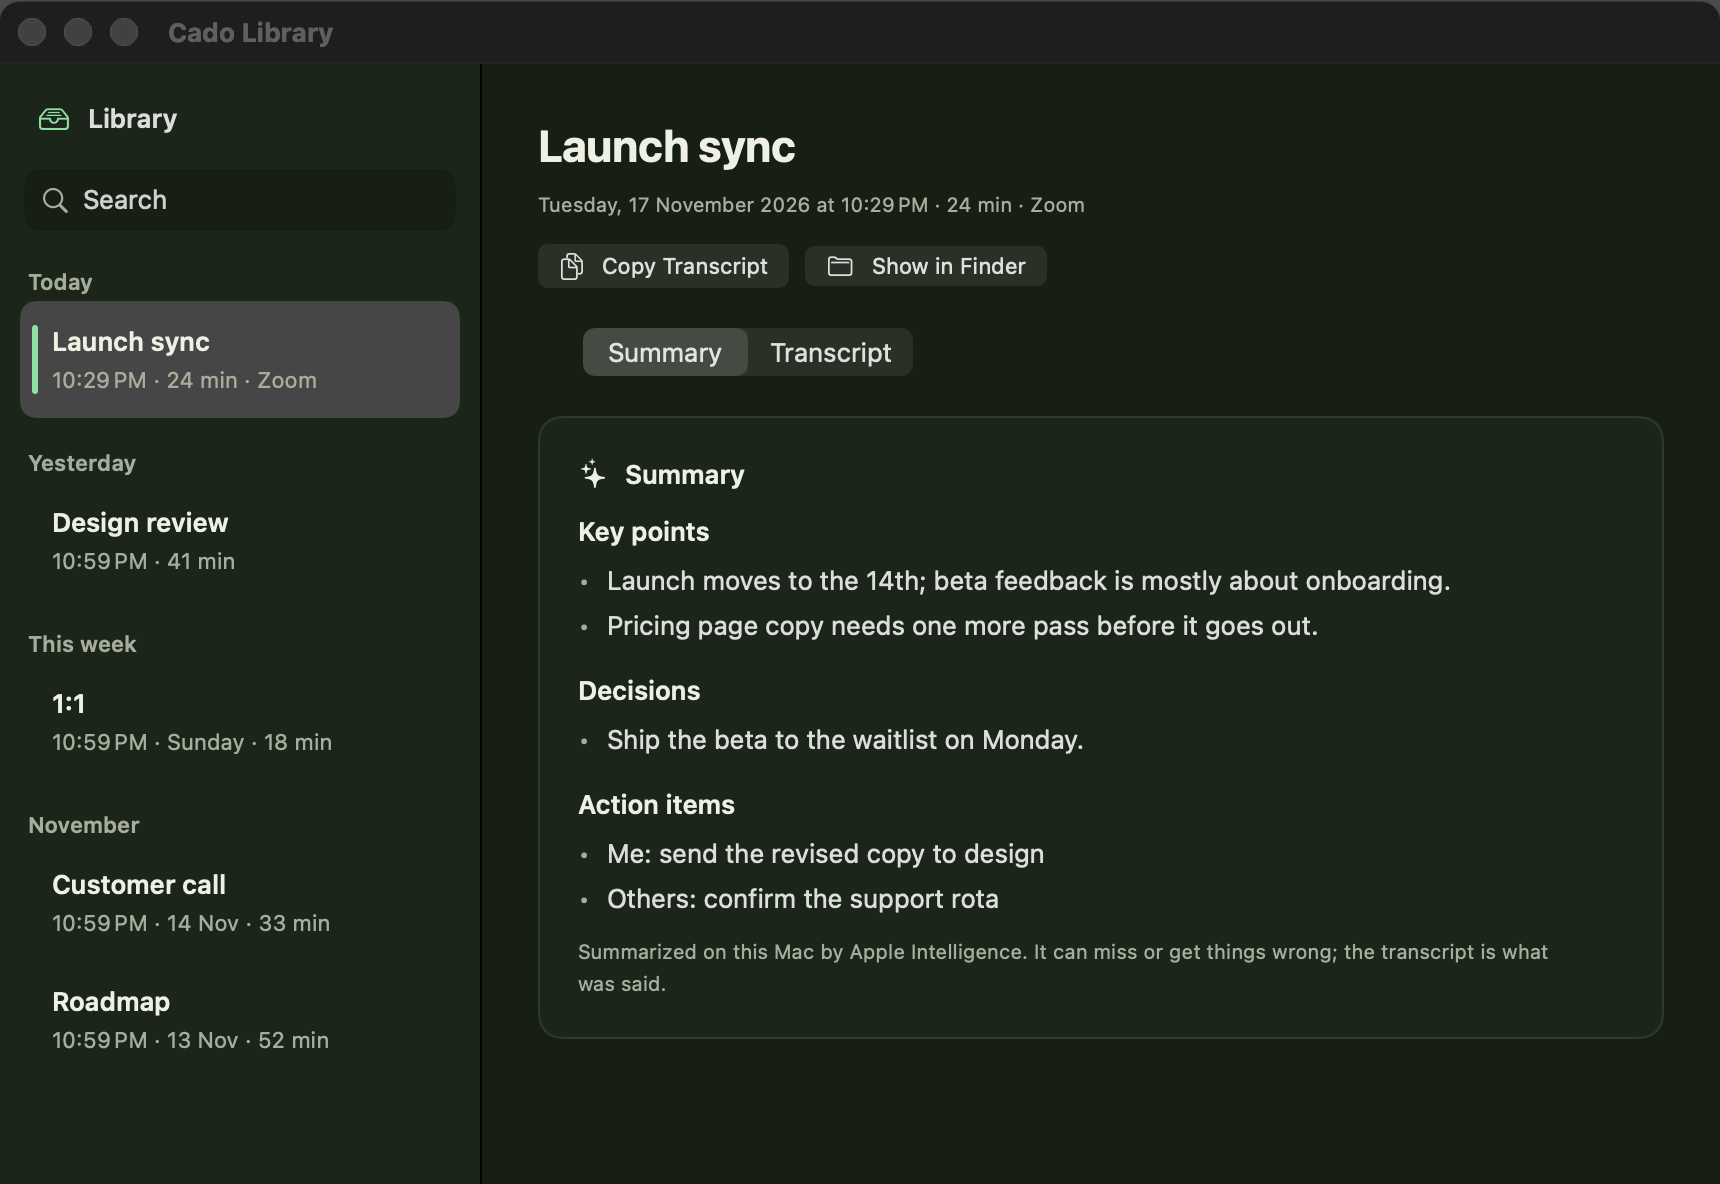 Cado Library
Library
Search
Today
Launch sync
10:29 PM · 24 min · Zoom
Yesterday
Design review
10:59 PM · 41 min
This week
1:1
10:59 PM · Sunday · 18 min
November
Customer call
10:59 PM · 14 Nov · 33 min
Roadmap
10:59 PM · 13 Nov · 52 min
Launch sync
Tuesday, 17 November 2026 at 10:29 PM · 24 min · Zoom
Copy Transcript
Show in Finder
Summary
Transcript
Summary
Key points
• Launch moves to the 14th; beta feedback is mostly about onboarding.
• Pricing page copy needs one more pass before it goes out.
Decisions
• Ship the beta to the waitlist on Monday.
Action items
• Me: send the revised copy to design
• Others: confirm the support rota
Summarized on this Mac by Apple Intelligence. It can miss or get things wrong; the transcript is what
was said.